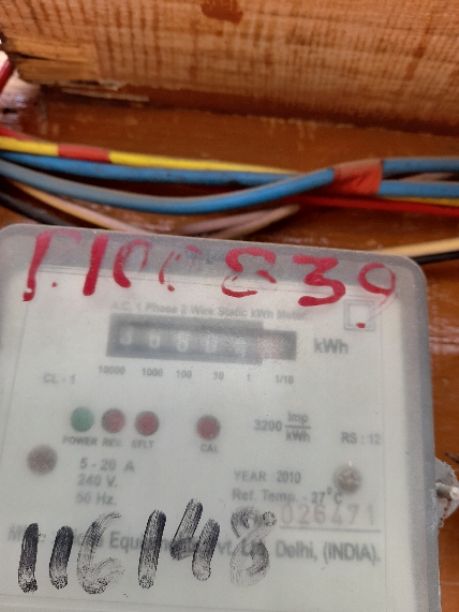 A.C. 1 Phase 2 Wire Static kWh Meter
kWh
CL - 1
10000 1000 100 10 1 1/10
POWER REV. E/LT CAL
3200 imp/kWh
RS : 12
5 - 20 A
240 V.
50 Hz.
YEAR : 2010
Ref. Temp. - 27°C
026471
Delhi, (INDIA).
116148